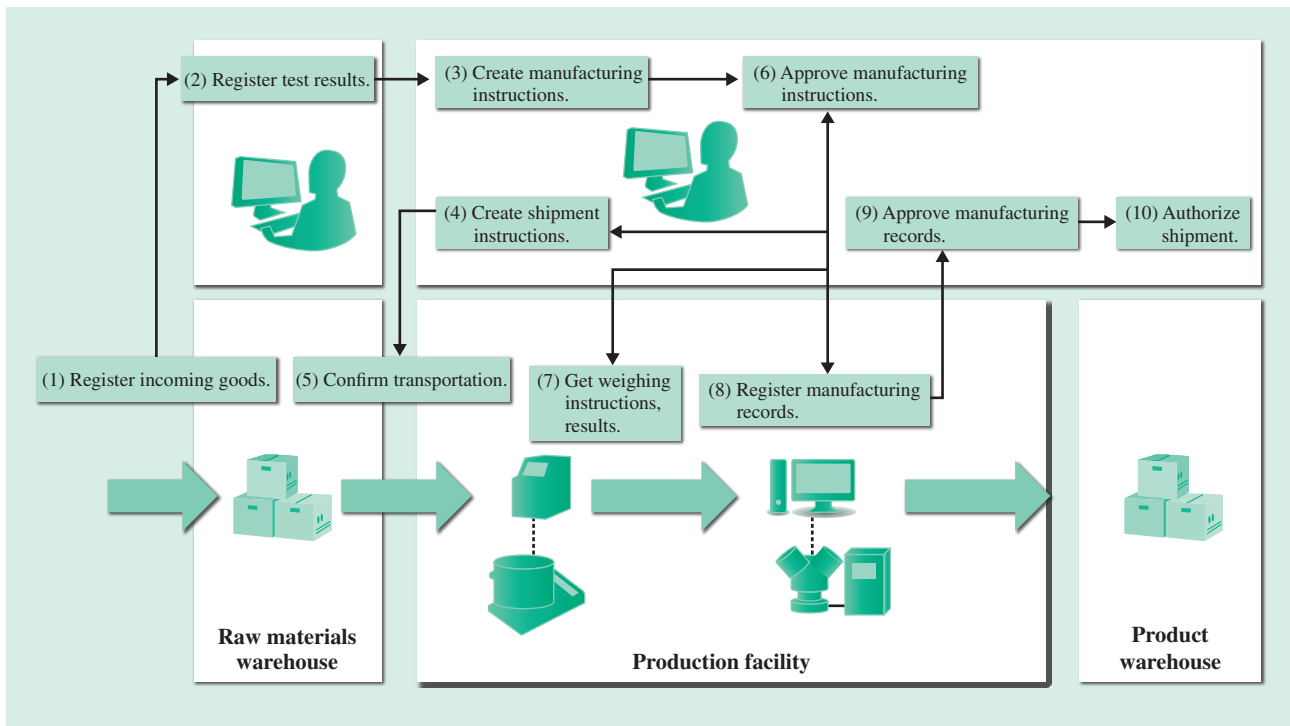 (2) Register test results.
(3) Create manufacturing
instructions.
(6) Approve manufacturing
instructions.
(4) Create shipment
instructions.
(9) Approve manufacturing
records.
(10) Authorize
shipment.
(1) Register incoming goods.
(5) Confirm transportation.
(7) Get weighing
instructions,
results.
(8) Register manufacturing
records.
Raw materials
warehouse
Production facility
Product
warehouse